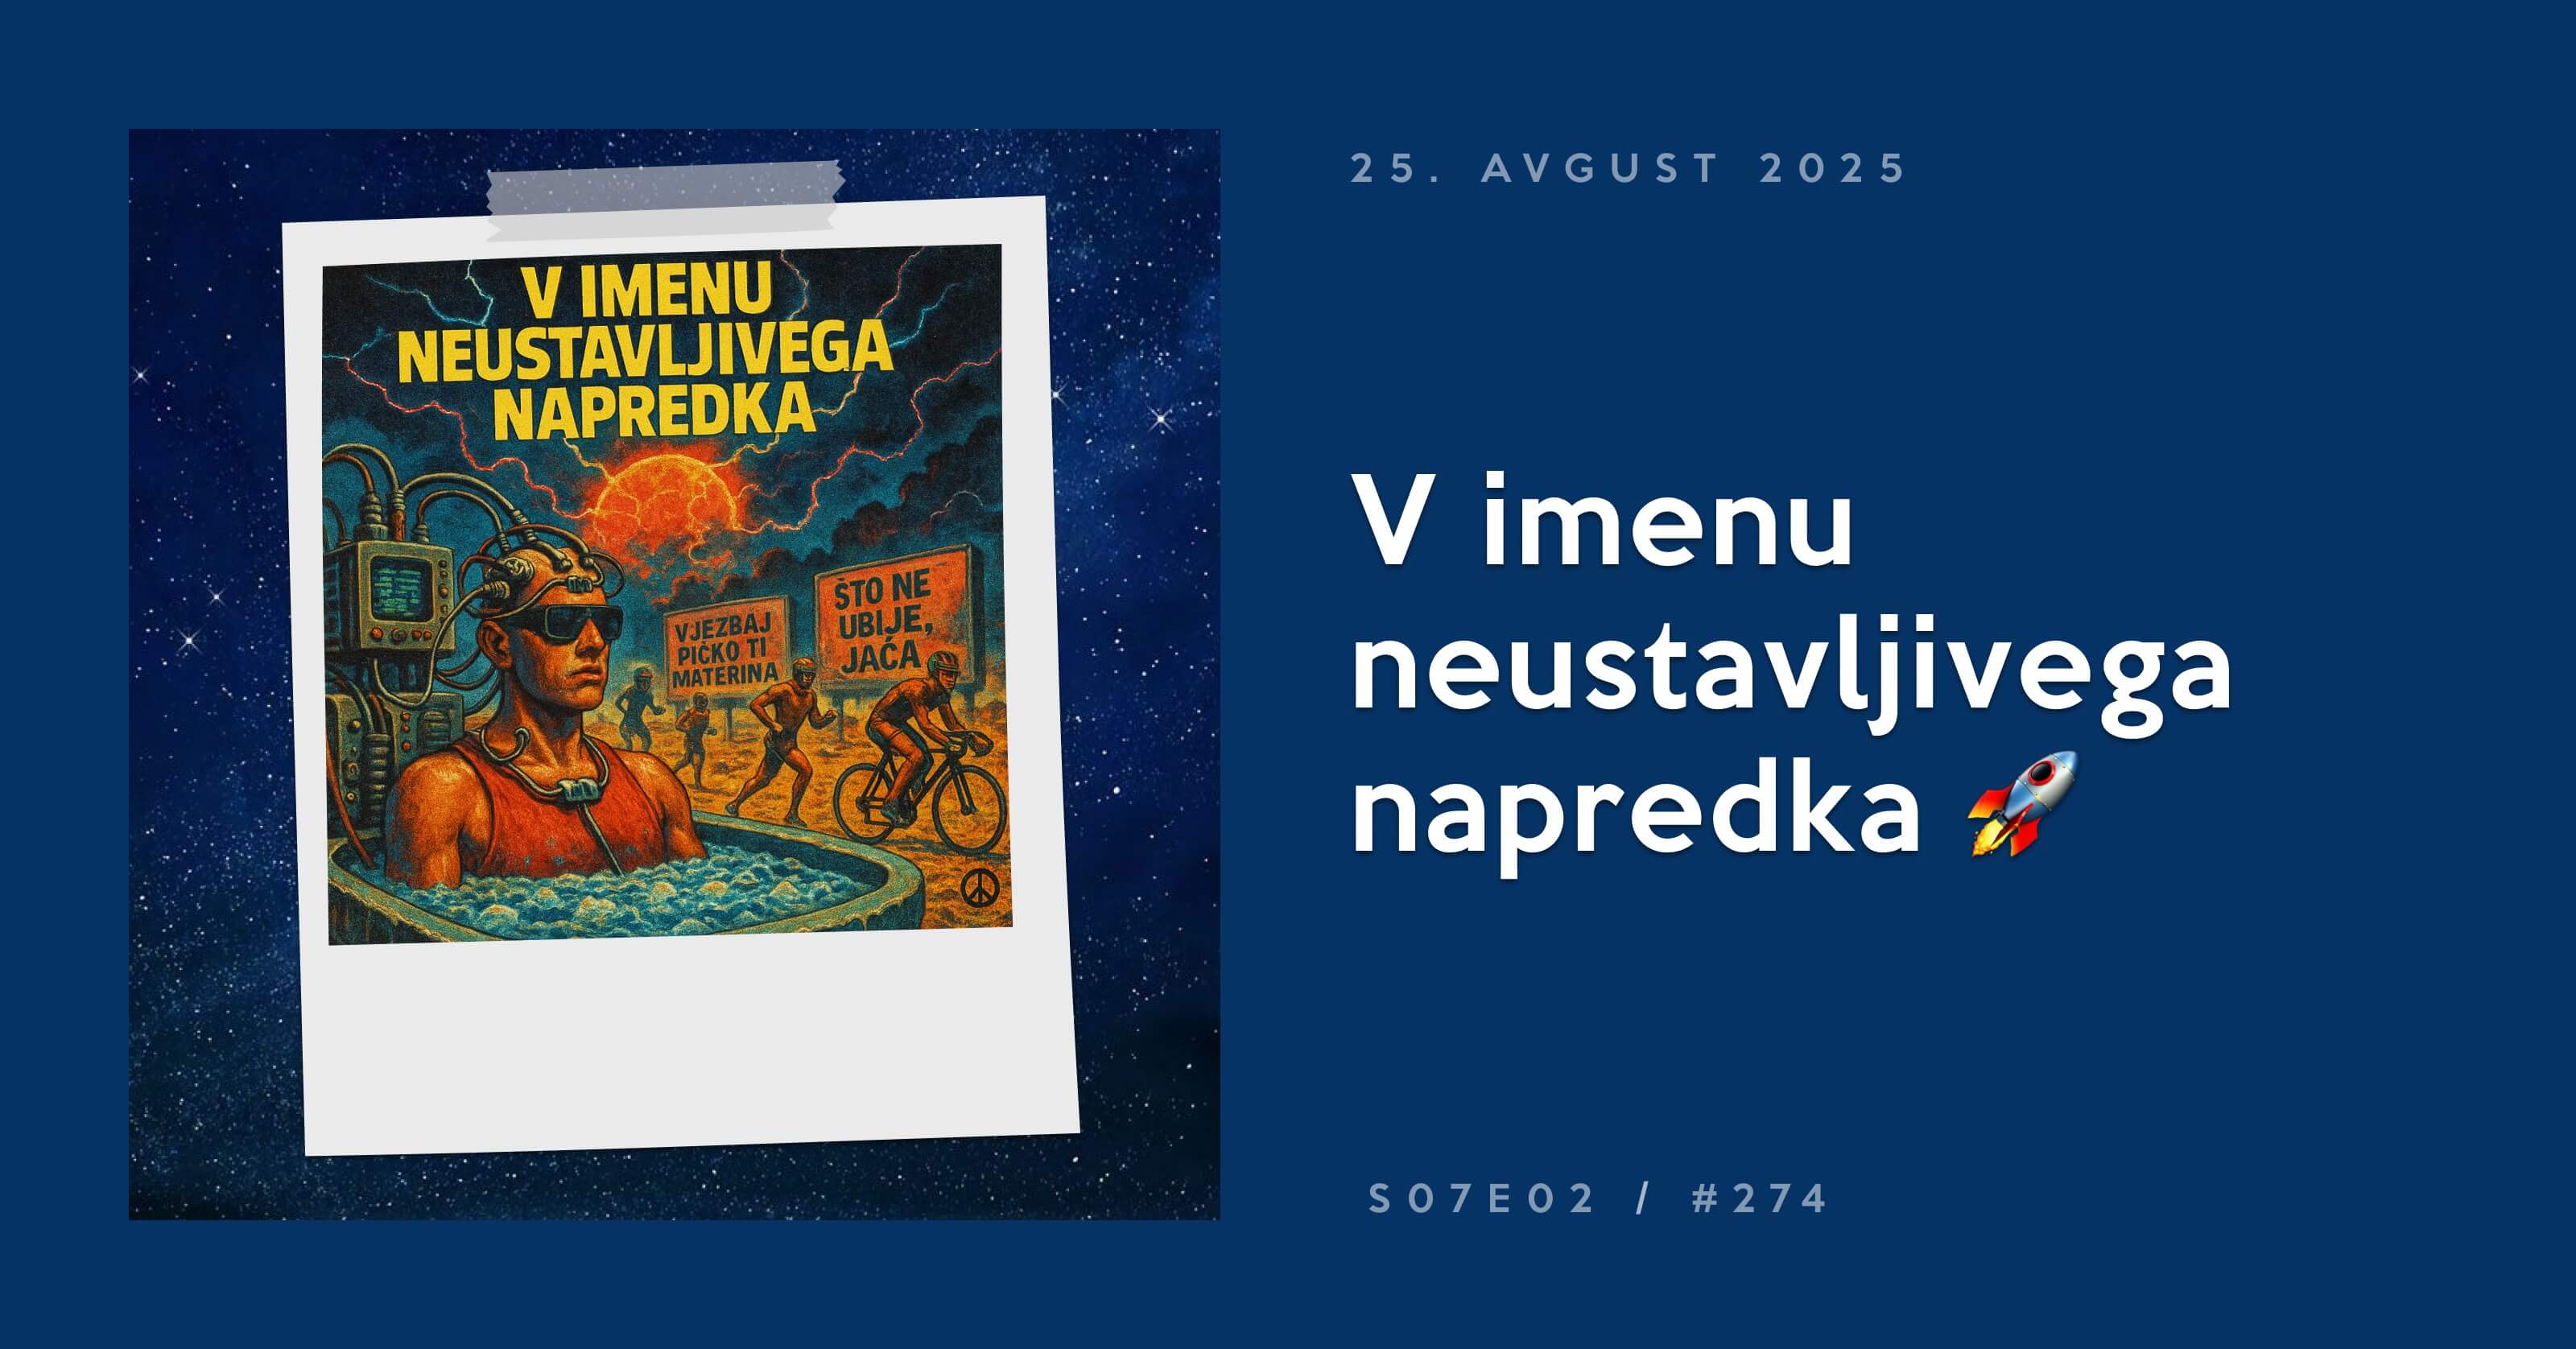 V IMENU
NEUSTAVLJIVEGA
NAPREDKA
VJEZBAJ
PIČKO TI
MATERINA
ŠTO NE
UBIJE,
JAČA
25. AVGUST 2025
V imenu
neustavljivega
napredka 🚀
S07E02 / #274